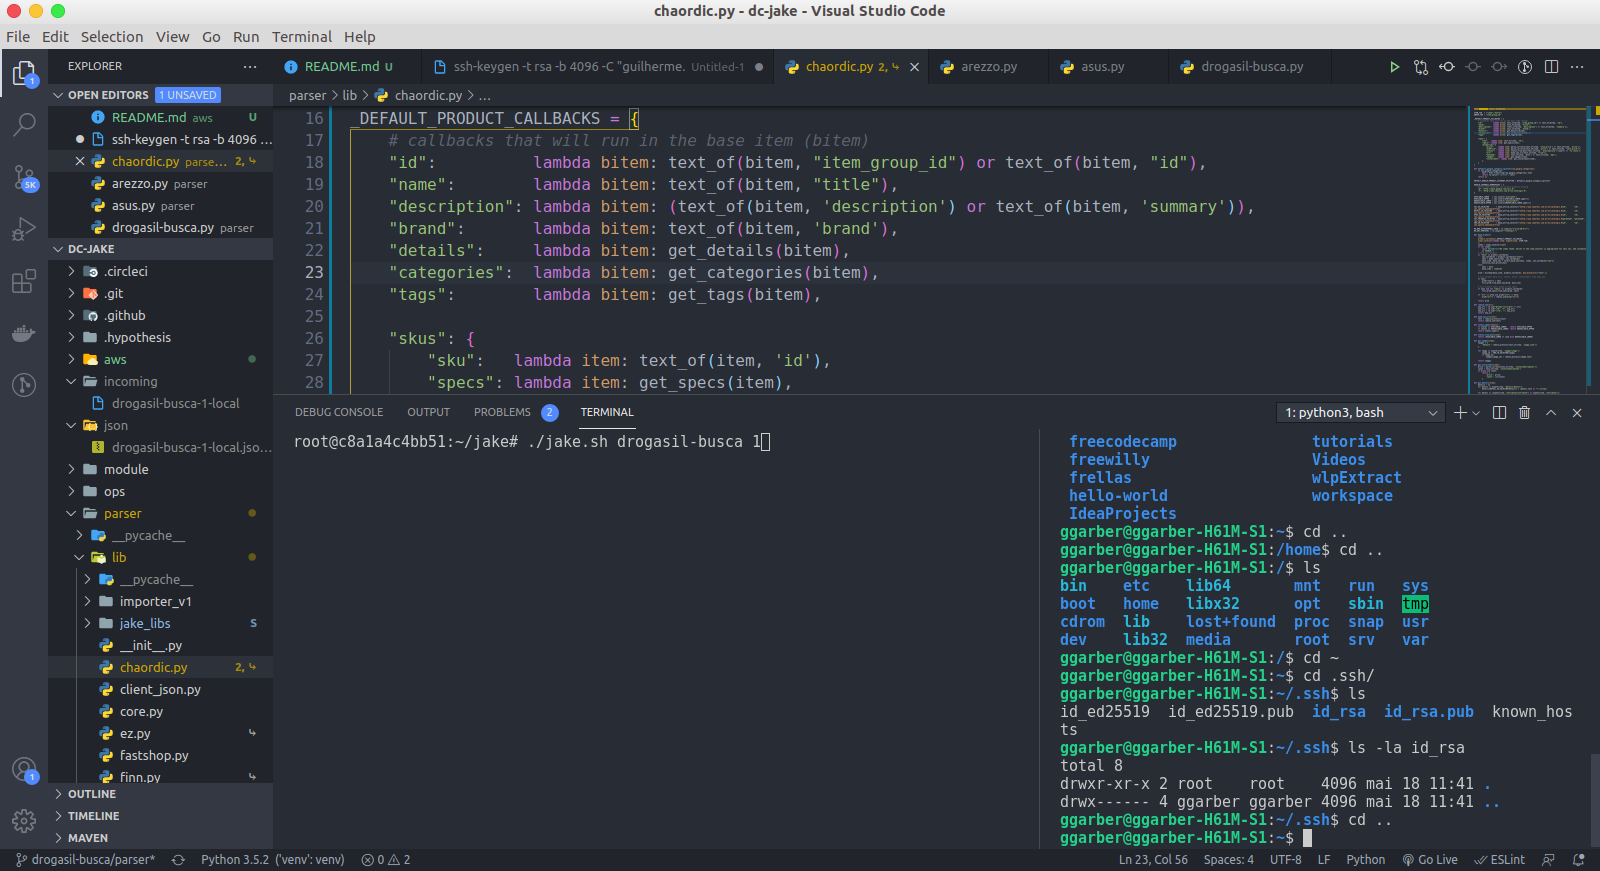 chaordic.py - dc-jake - Visual Studio Code
File Edit Selection View Go Run Terminal Help
EXPLORER
OPEN EDITORS 1 UNSAVED
README.md aws U
ssh-keygen -t rsa -b 4096 ...
chaordic.py parse... 2,
arezzo.py parser
asus.py parser
drogasil-busca.py parser
DC-JAKE
.circleci
.git
.github
.hypothesis
aws
incoming
drogasil-busca-1-local
json
drogasil-busca-1-local.jso...
module
ops
parser
__pycache__
lib
__pycache__
importer_v1
jake_libs S
__init__.py
chaordic.py 2,
client_json.py
core.py
ez.py
fastshop.py
finn.py
OUTLINE
TIMELINE
MAVEN
1
5K
1
README.md U ssh-keygen -t rsa -b 4096 -C "guilherme. Untitled-1 chaordic.py 2, arezzo.py asus.py drogasil-busca.py
parser > lib > chaordic.py > ...
16 _DEFAULT_PRODUCT_CALLBACKS = {
17 # callbacks that will run in the base item (bitem)
18 "id": lambda bitem: text_of(bitem, "item_group_id") or text_of(bitem, "id"),
19 "name": lambda bitem: text_of(bitem, "title"),
20 "description": lambda bitem: (text_of(bitem, 'description') or text_of(bitem, 'summary')),
21 "brand": lambda bitem: text_of(bitem, 'brand'),
22 "details": lambda bitem: get_details(bitem),
23 "categories": lambda bitem: get_categories(bitem),
24 "tags": lambda bitem: get_tags(bitem),
25
26 "skus": {
27 "sku": lambda item: text_of(item, 'id'),
28 "specs": lambda item: get_specs(item),
DEBUG CONSOLE OUTPUT PROBLEMS 2 TERMINAL 1: python3, bash
root@c8a1a4c4bb51:~/jake# ./jake.sh drogasil-busca 1
freecodecamp tutorials
freewilly Videos
frellas wlpExtract
hello-world workspace
IdeaProjects
ggarber@ggarber-H61M-S1:~$ cd ..
ggarber@ggarber-H61M-S1:/home$ cd ..
ggarber@ggarber-H61M-S1:/$ ls
bin etc lib64 mnt run sys
boot home libx32 opt sbin tmp
cdrom lib lost+found proc snap usr
dev lib32 media root srv var
ggarber@ggarber-H61M-S1:/$ cd ~
ggarber@ggarber-H61M-S1:~$ cd .ssh/
ggarber@ggarber-H61M-S1:~/.ssh$ ls
id_ed25519 id_ed25519.pub id_rsa id_rsa.pub known_hos
ts
ggarber@ggarber-H61M-S1:~/.ssh$ ls -la id_rsa
total 8
drwxr-xr-x 2 root root 4096 mai 18 11:41 .
drwx------ 4 ggarber ggarber 4096 mai 18 11:41 ..
ggarber@ggarber-H61M-S1:~/.ssh$ cd ..
ggarber@ggarber-H61M-S1:~$
drogasil-busca/parser* Python 3.5.2 ('venv': venv) 0 2 Ln 23, Col 56 Spaces: 4 UTF-8 LF Python Go Live ESLint